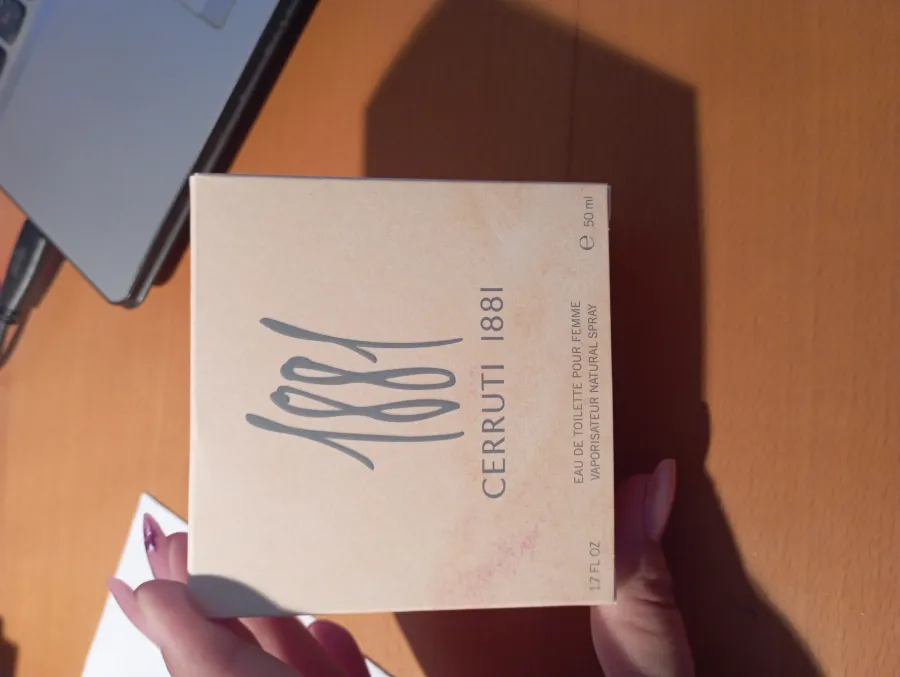 1881
CERRUTI 1881
EAU DE TOILETTE POUR FEMME
VAPORISATEUR NATURAL SPRAY
1.7 FL OZ
e 50 ml